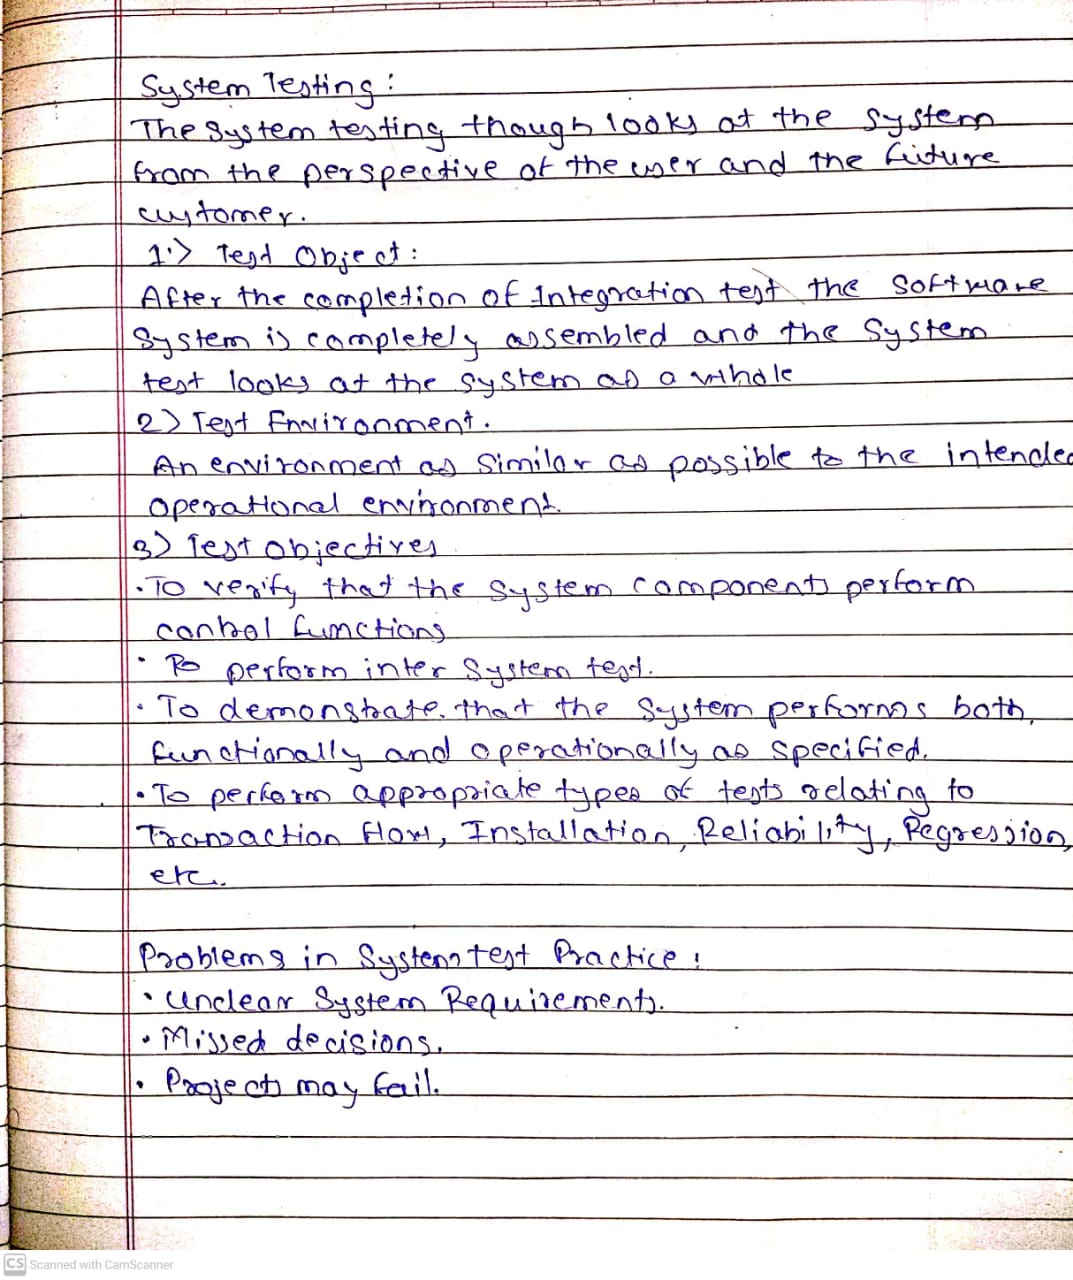 System Testing:
The System testing though looks at the system
from the perspective of the user and the future
customer.
1.) Test Object:
After the completion of Integration test the Software
System is completely assembled and the System
test looks at the system as a whole
2) Test Environment.
An environment as similar as possible to the intended
operational environment.
3) Test objectives
• To verify that the system components perform
control functions
• To perform inter system test.
• To demonstrate that the system performs both,
functionally and operationally as specified.
• To perform appropriate types of tests relating to
Transaction flow, Installation, Reliability, Regression,
etc.
Problems in System test Practice:
• Unclear System Requirements.
• Missed decisions.
• Projects may fail.
CS Scanned with CamScanner